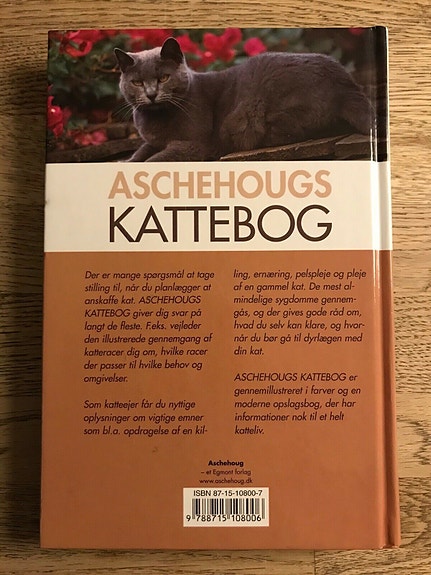 ASCHEHOUGS
KATTEBOG
Der er mange spørgsmål at tage
stilling til, når du planlægger at
anskaffe kat. ASCHEHOUGS
KATTEBOG giver dig svar på
langt de fleste. F.eks. vejleder
den illustrerede gennemgang af
katteracer dig om, hvilke racer
der passer til hvilke behov og
omgivelser.
Som katteejer får du nyttige
oplysninger om vigtige emner
som bl.a. opdragelse af en kil-
ling, ernæring, pelspleje og pleje
af en gammel kat. De mest al-
mindelige sygdomme gennem-
gås, og der gives gode råd om,
hvad du selv kan klare, og hvor-
når du bør gå til dyrlægen med
din kat.
ASCHEHOUGS KATTEBOG er
gennemillustreret i farver og en
moderne opslagsbog, der har
informationer nok til et helt
katteliv.
Aschehoug
– et Egmont forlag
www.aschehoug.dk
ISBN 87-15-10800-7
9 788715 108006